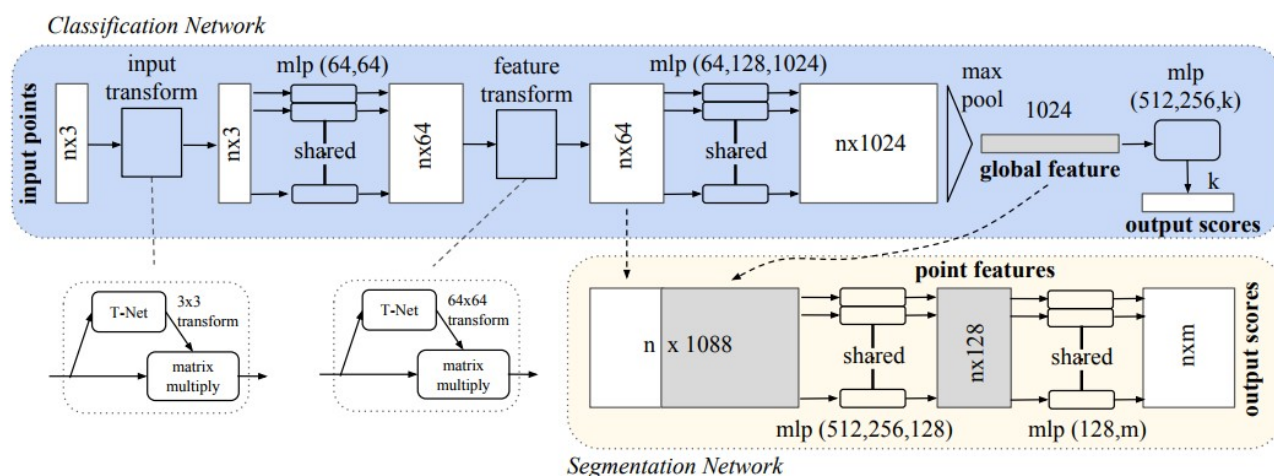 Classification Network
input points
nx3
input
transform
nx3
mlp (64,64)
shared
nx64
feature
transform
nx64
mlp (64,128,1024)
shared
nx1024
max
pool
1024
global feature
mlp
(512,256,k)
k
output scores
T-Net
3x3
transform
matrix
multiply
T-Net
64x64
transform
matrix
multiply
point features
n x 1088
shared
mlp (512,256,128)
nx128
shared
mlp (128,m)
nxm
output scores
Segmentation Network